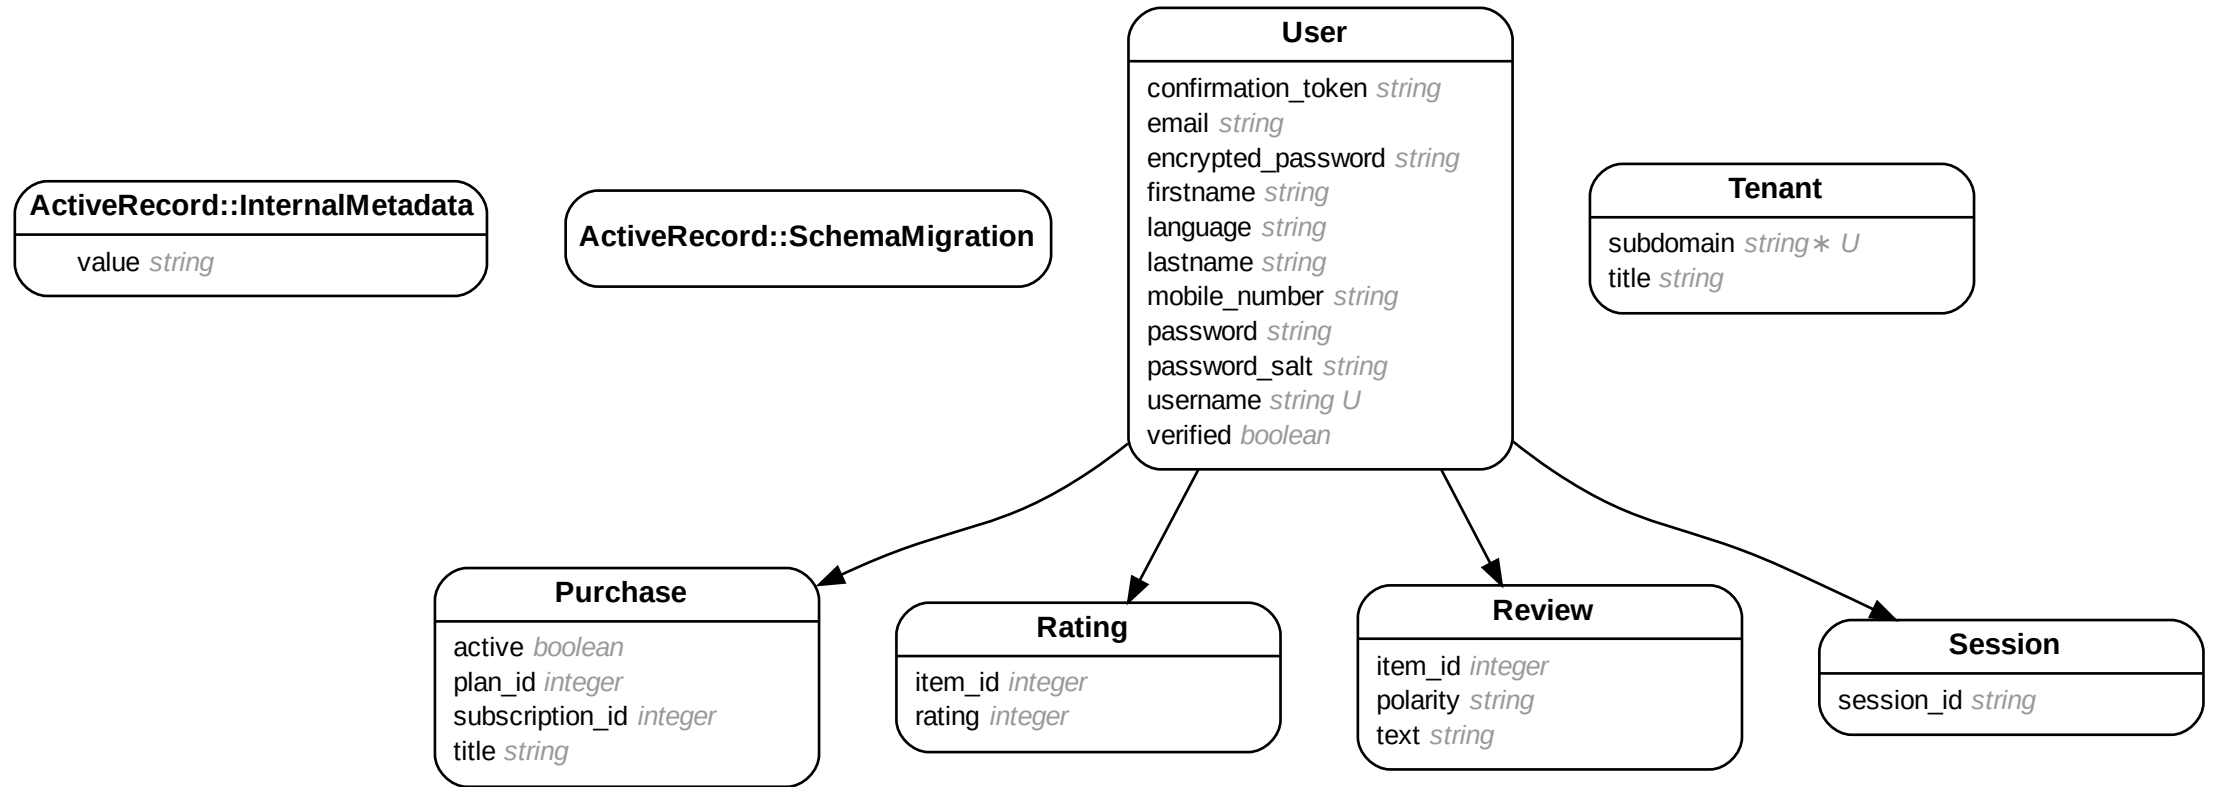 ActiveRecord::InternalMetadata
value string
ActiveRecord::SchemaMigration
User
confirmation_token string
email string
encrypted_password string
firstname string
language string
lastname string
mobile_number string
password string
password_salt string
username string U
verified boolean
Tenant
subdomain string∗ U
title string
Purchase
active boolean
plan_id integer
subscription_id integer
title string
Rating
item_id integer
rating integer
Review
item_id integer
polarity string
text string
Session
session_id string